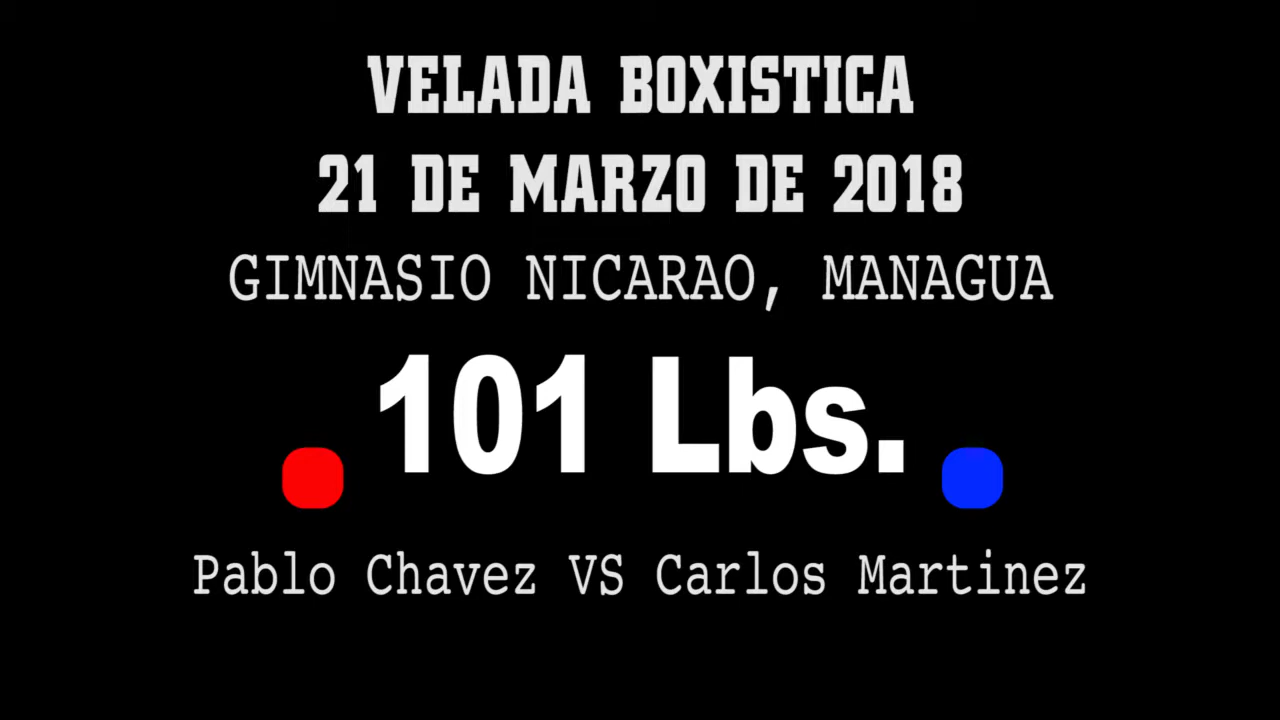 VELADA BOXISTICA
21 DE MARZO DE 2018
GIMNASIO NICARAO, MANAGUA
101 Lbs.
Pablo Chavez VS Carlos Martinez